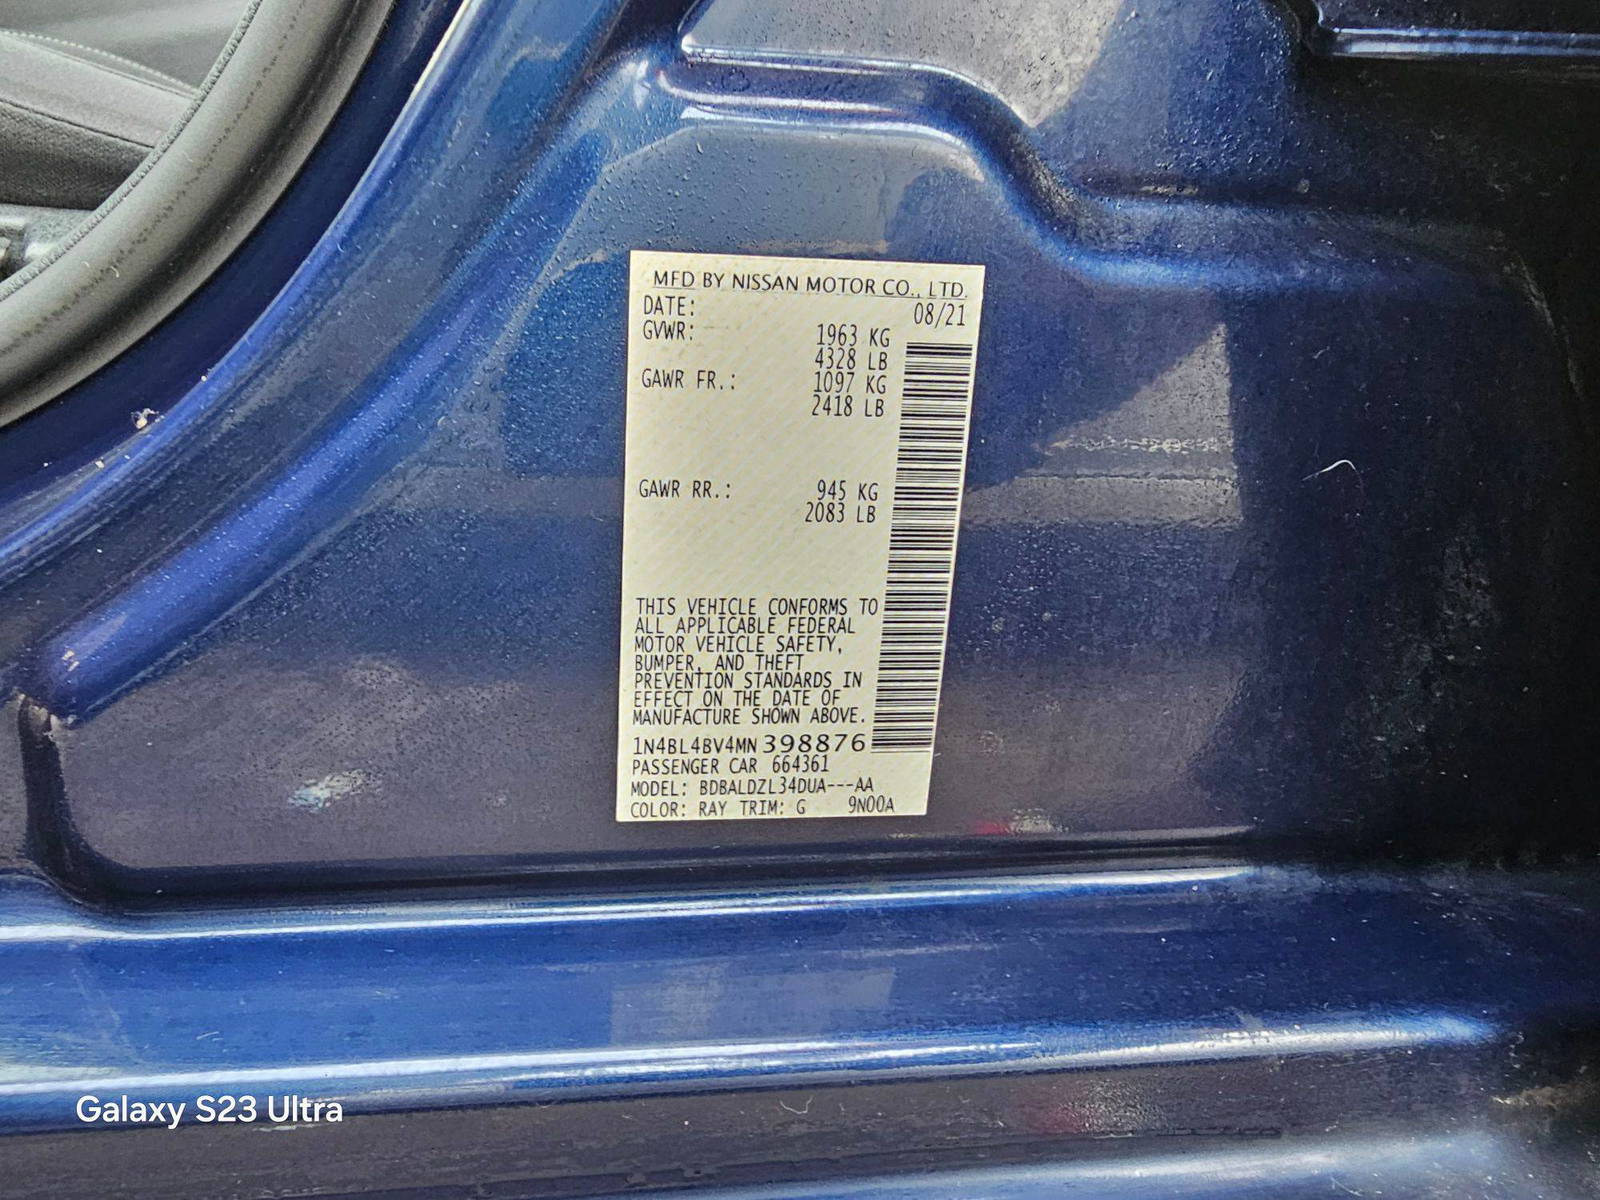 MFD BY NISSAN MOTOR CO., LTD.
DATE: 08/21
GVWR: 1963 KG
4328 LB
GAWR FR.: 1097 KG
2418 LB
GAWR RR.: 945 KG
2083 LB
THIS VEHICLE CONFORMS TO
ALL APPLICABLE FEDERAL
MOTOR VEHICLE SAFETY,
BUMPER, AND THEFT
PREVENTION STANDARDS IN
EFFECT ON THE DATE OF
MANUFACTURE SHOWN ABOVE.
1N4BL4BV4MN398876
PASSENGER CAR 664361
MODEL: BDBALDZL34DUA---AA
COLOR: RAY TRIM: G 9N00A
Galaxy S23 Ultra